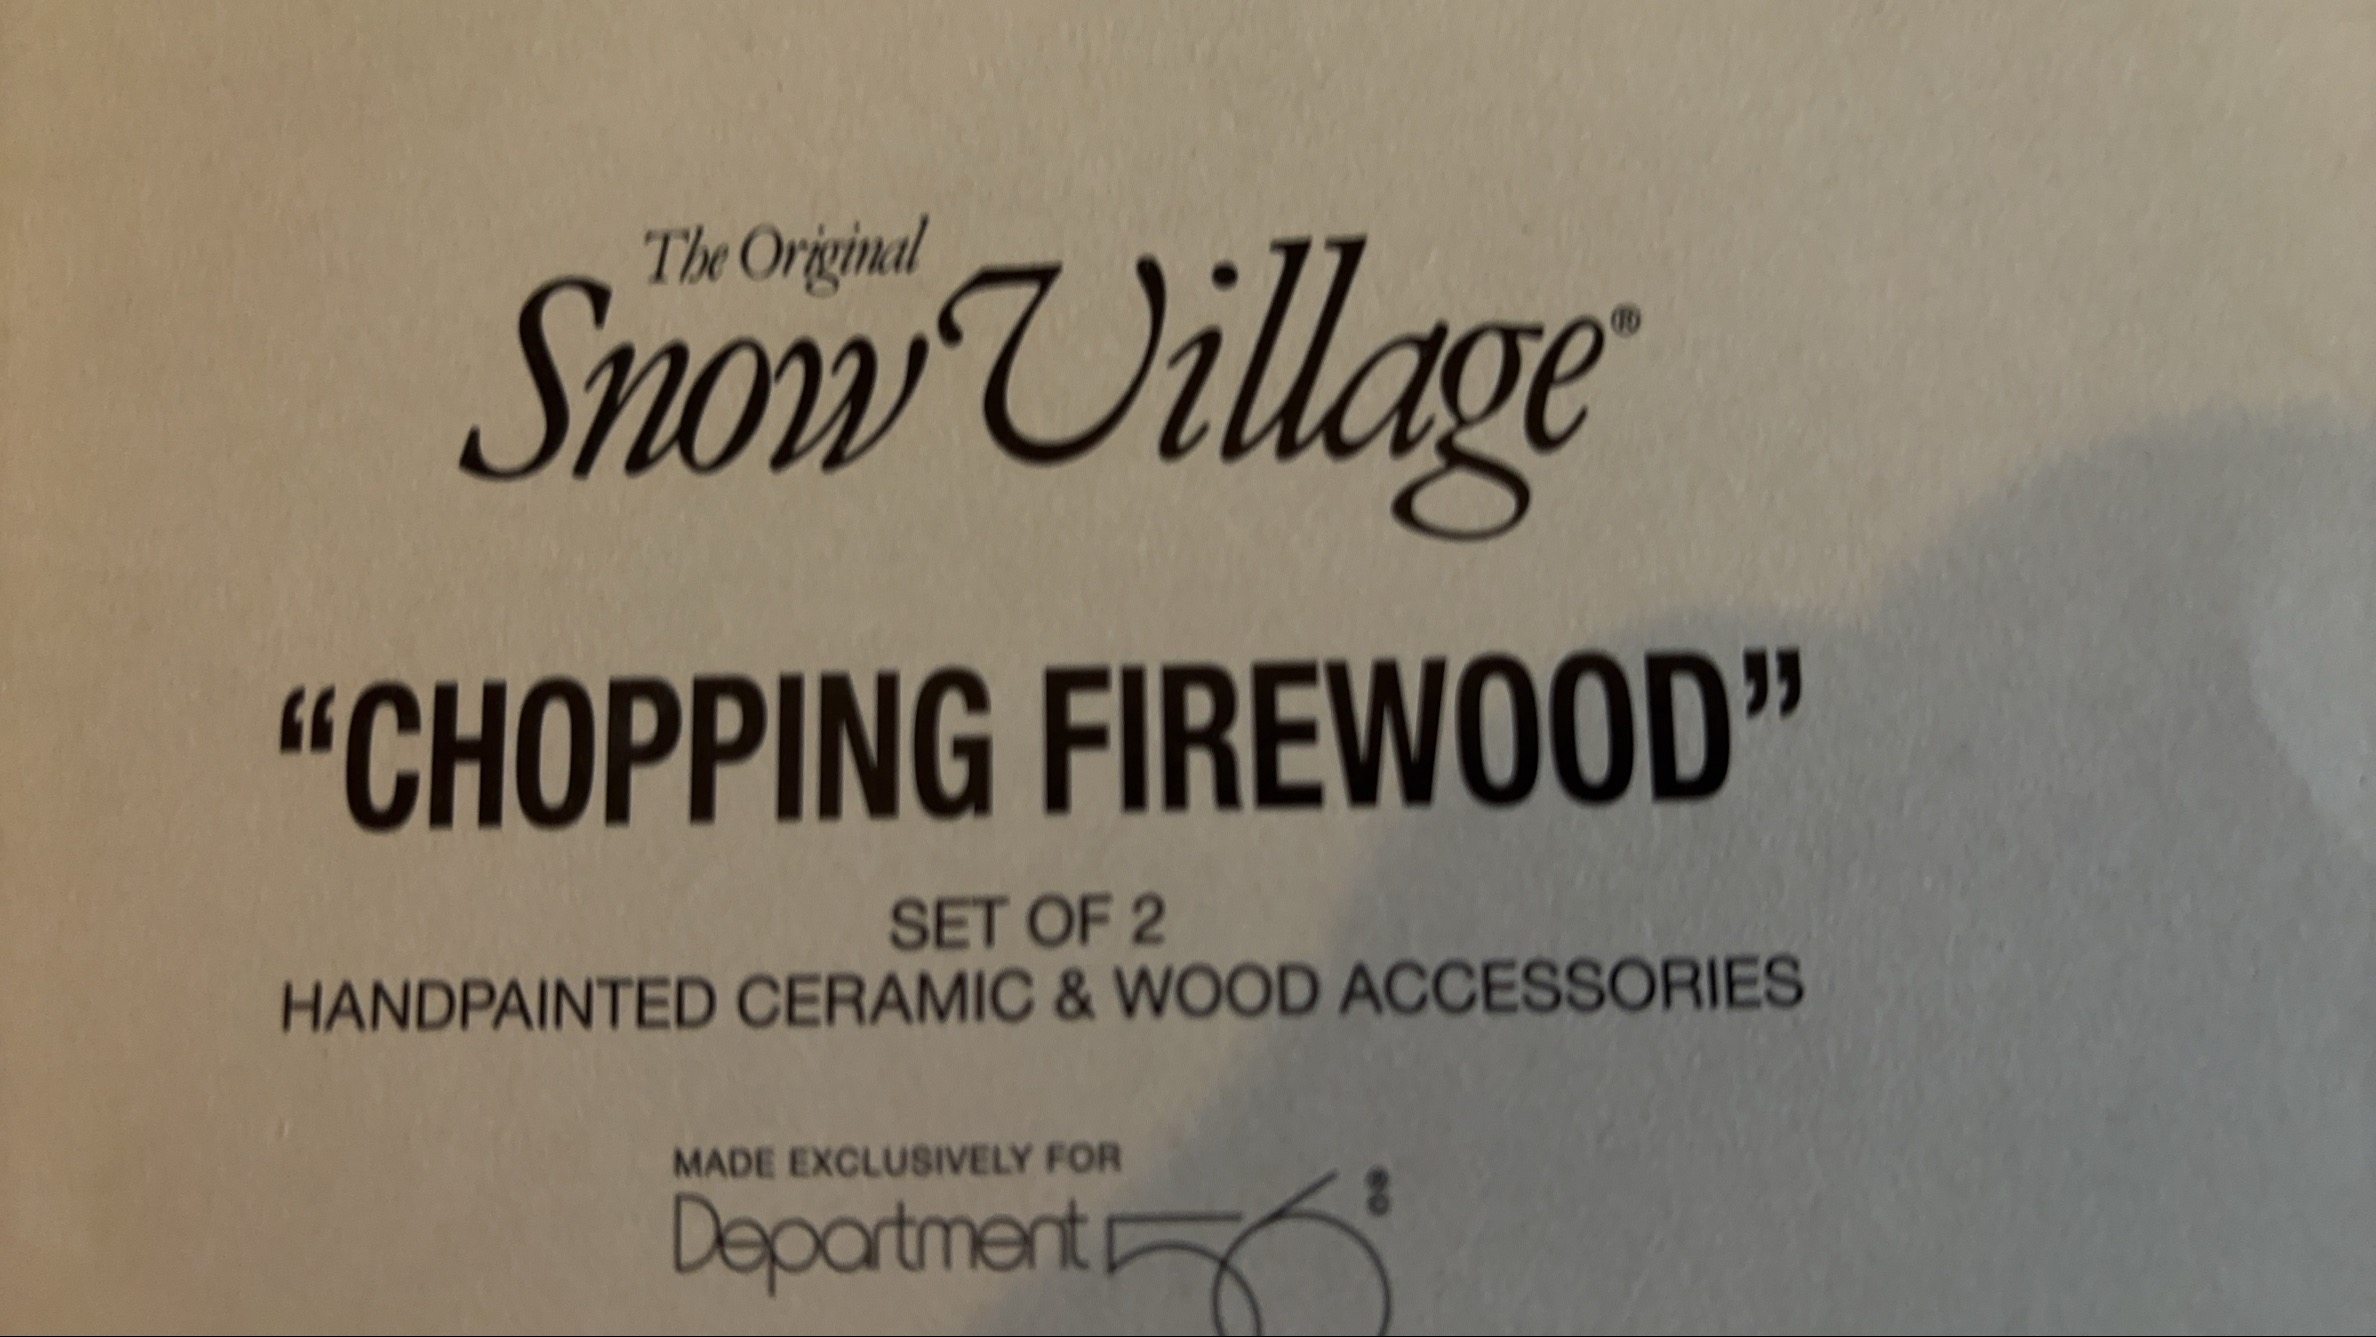 The Original
Snow Village®
“CHOPPING FIREWOOD”
SET OF 2
HANDPAINTED CERAMIC & WOOD ACCESSORIES
MADE EXCLUSIVELY FOR
Department 56